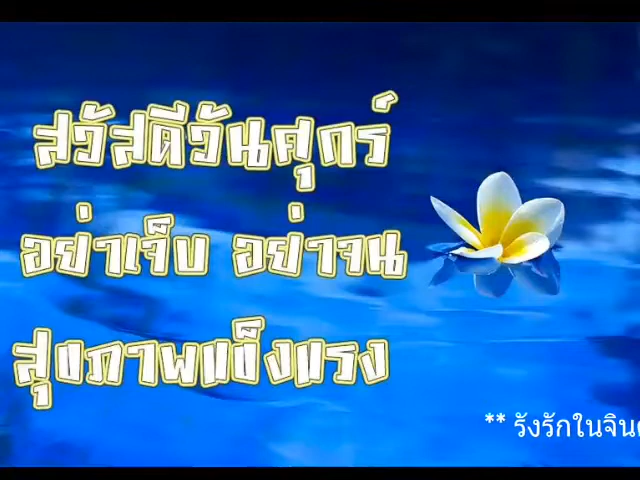 สวัสดีวันศุกร์
อย่าเจ็บ อย่าจน
สุขภาพแข็งแรง
** รังรักในจิน